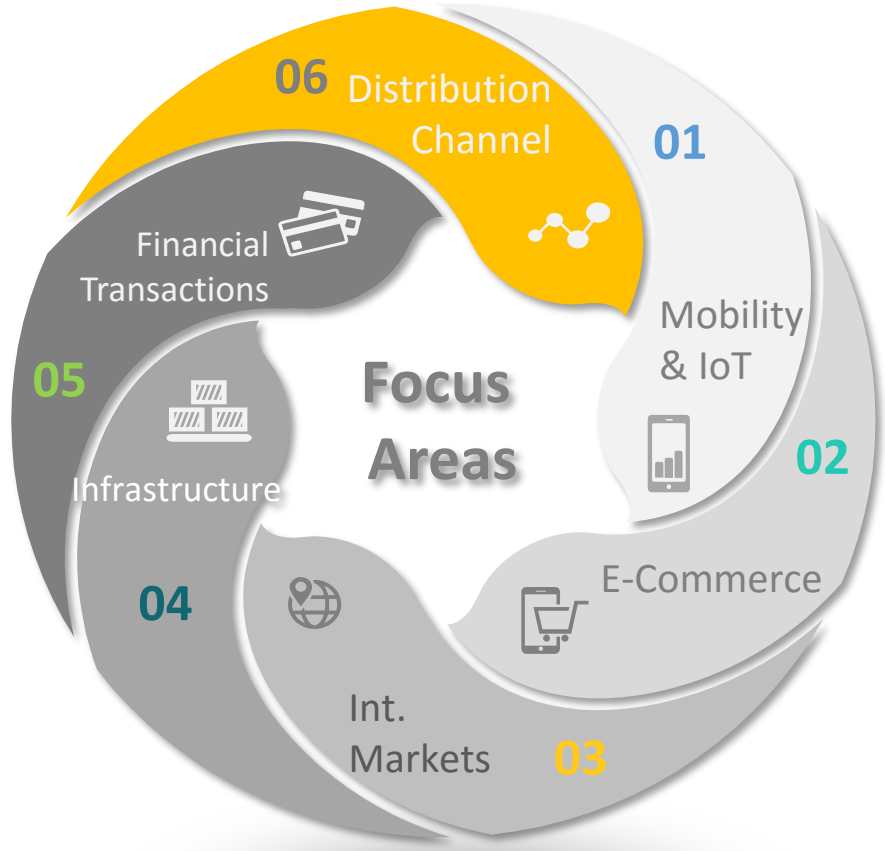 Focus
Areas
01
Mobility
& IoT
02
E-Commerce
03
Int.
Markets
04
Infrastructure
05
Financial
Transactions
06
Distribution
Channel